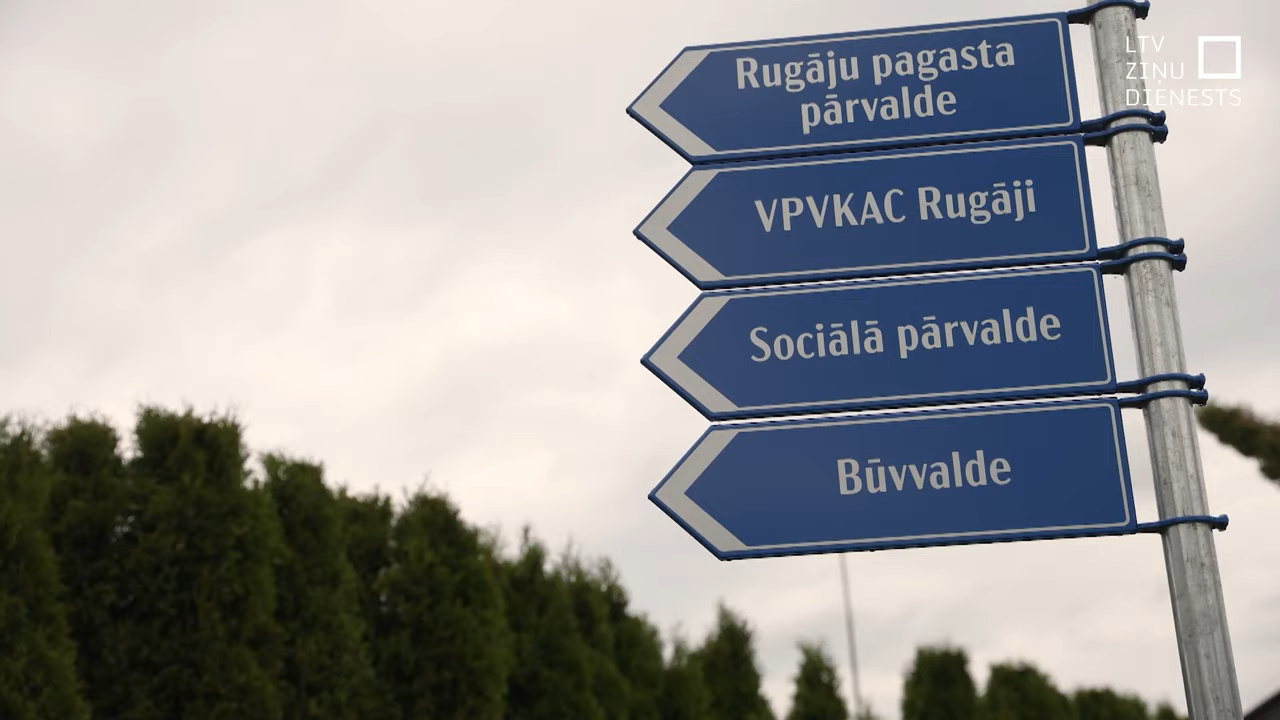 Rugāju pagasta
pārvalde
VPVKAC Rugāji
Sociālā pārvalde
Būvvalde
LTV
ZIŅU
DIENESTS